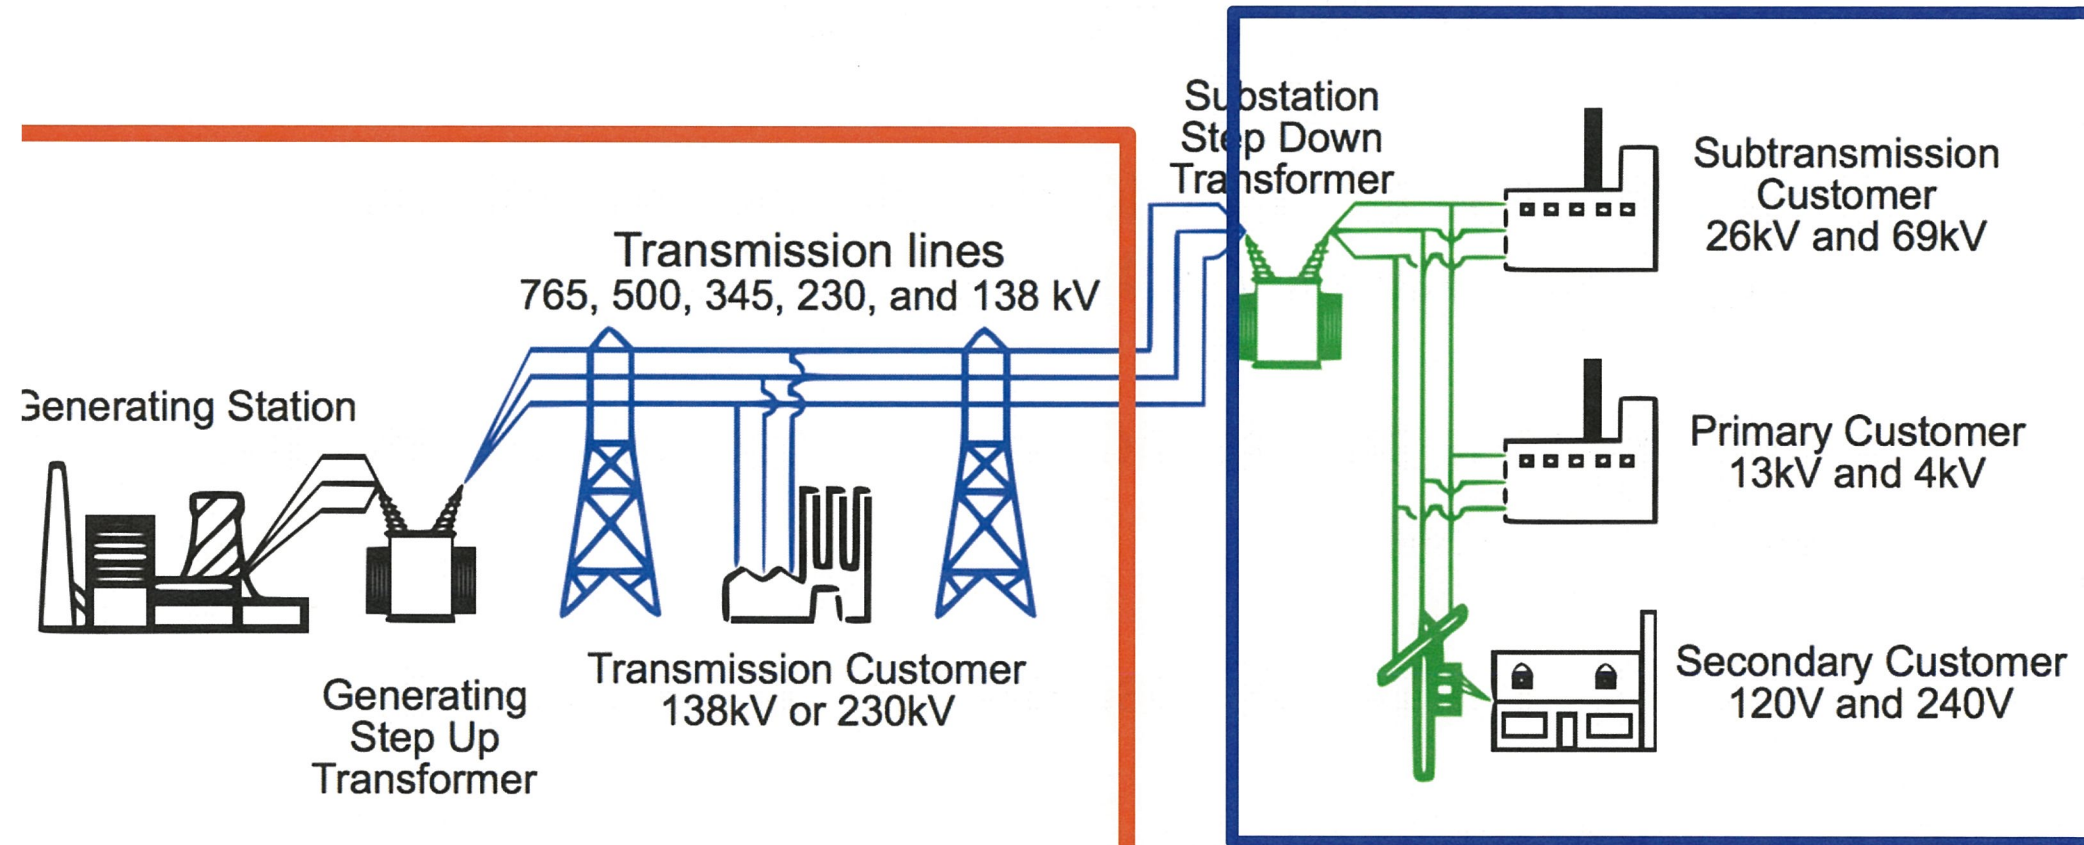 Substation
Step Down
Transformer
Subtransmission
Customer
26kV and 69kV
Transmission lines
765, 500, 345, 230, and 138 kV
Generating Station
Primary Customer
13kV and 4kV
Transmission Customer
138kV or 230kV
Secondary Customer
120V and 240V
Generating
Step Up
Transformer